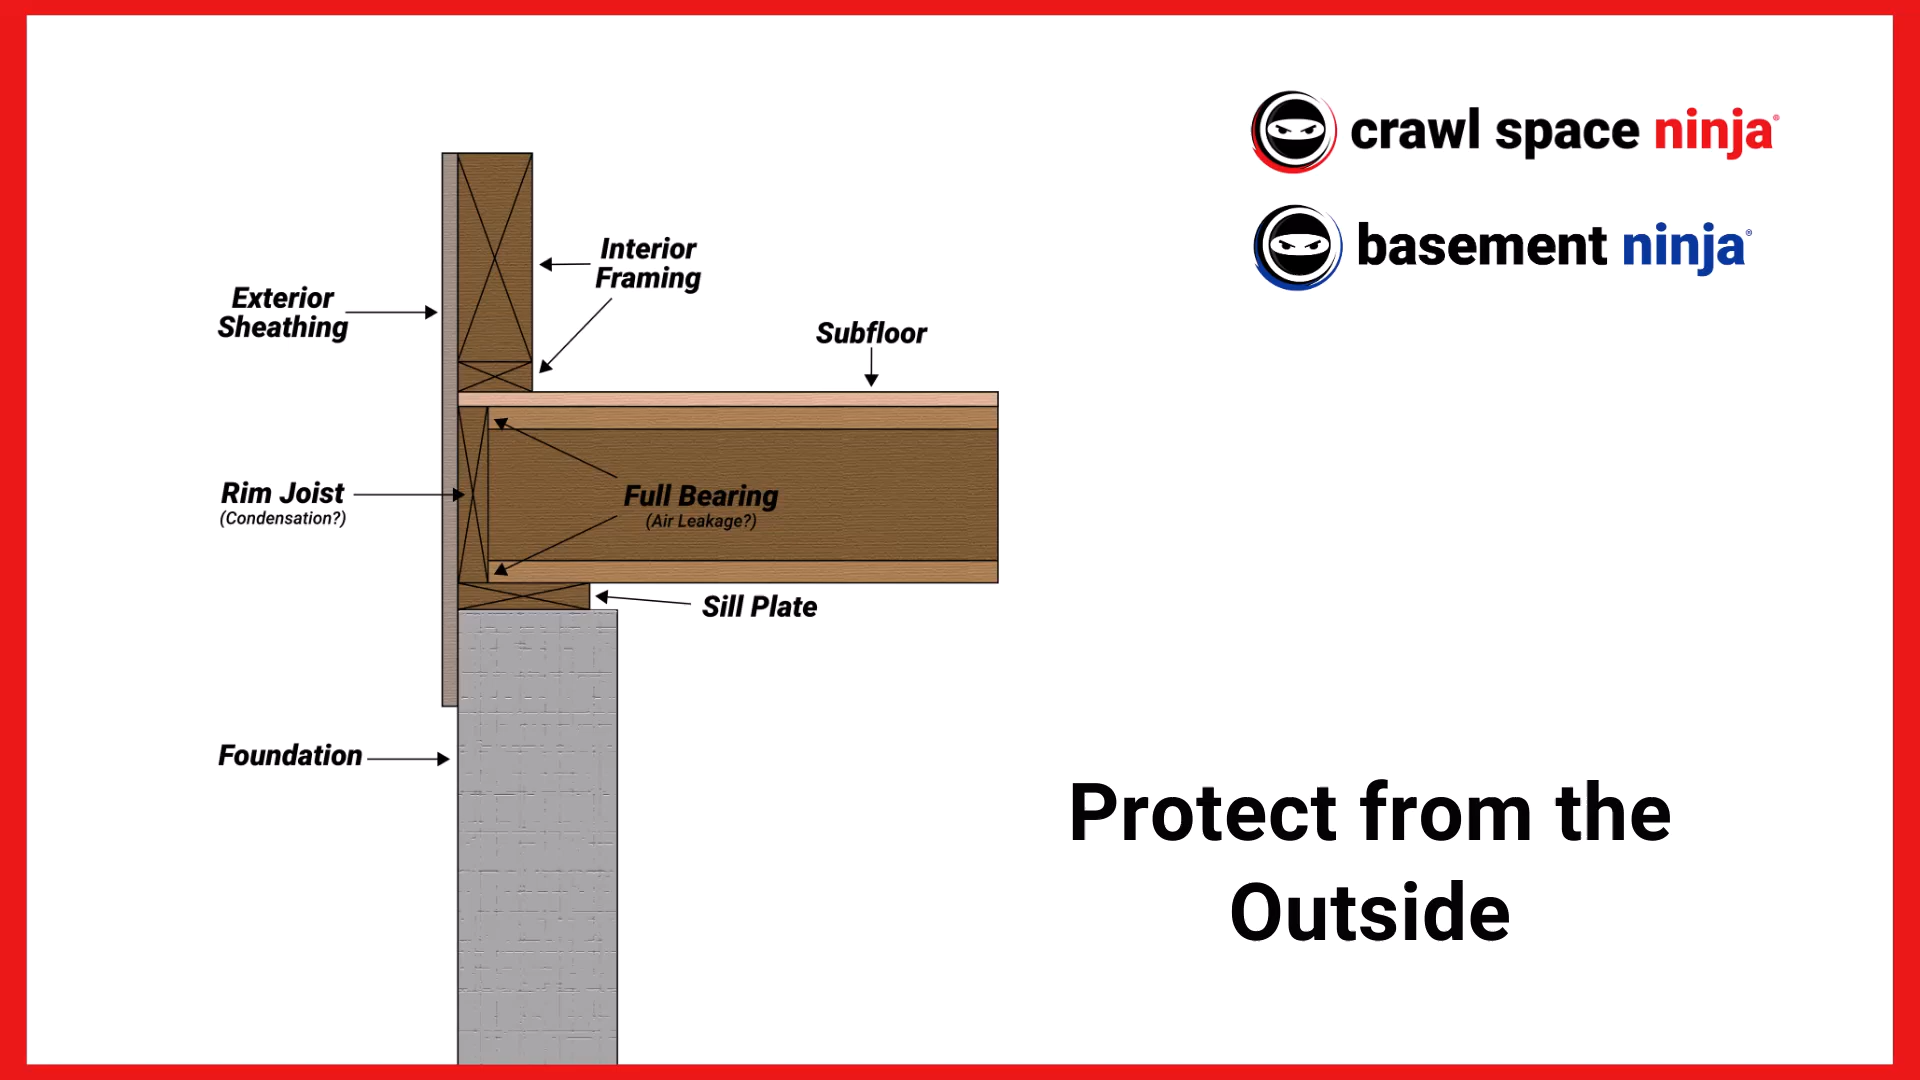 crawl space ninja®
basement ninja®
Interior
Framing
Exterior
Sheathing
Subfloor
Rim Joist
(Condensation?)
Full Bearing
(Air Leakage?)
Sill Plate
Foundation
Protect from the
Outside